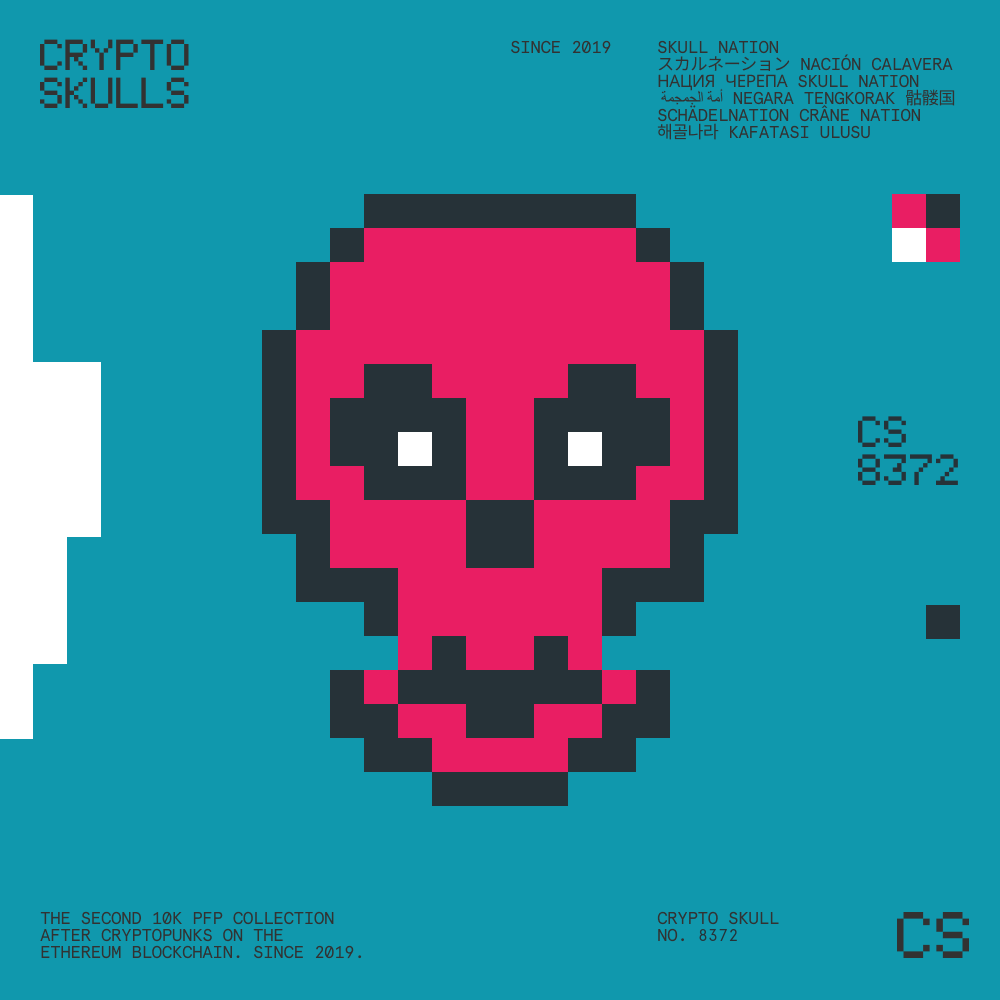 CRYPTO
SKULLS
SINCE 2019
SKULL NATION
スカルネーション NACIÓN CALAVERA
НАЦИЯ ЧЕРЕПА SKULL NATION
أمة الجمجمة NEGARA TENGKORAK 骷髅国
SCHÄDELNATION CRÂNE NATION
해골나라 KAFATASI ULUSU
CS
8372
THE SECOND 10K PFP COLLECTION
AFTER CRYPTOPUNKS ON THE
ETHEREUM BLOCKCHAIN. SINCE 2019.
CRYPTO SKULL
NO. 8372
CS